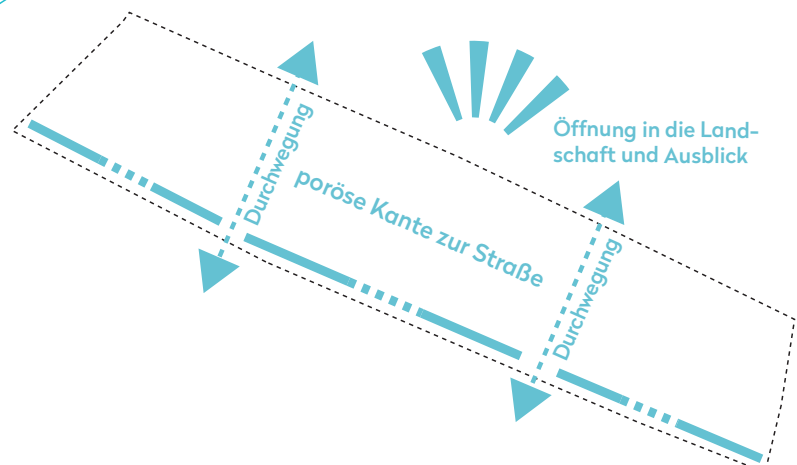 Öffnung in die Land-
schaft und Ausblick
Durchwegung
poröse Kante zur Straße
Durchwegung